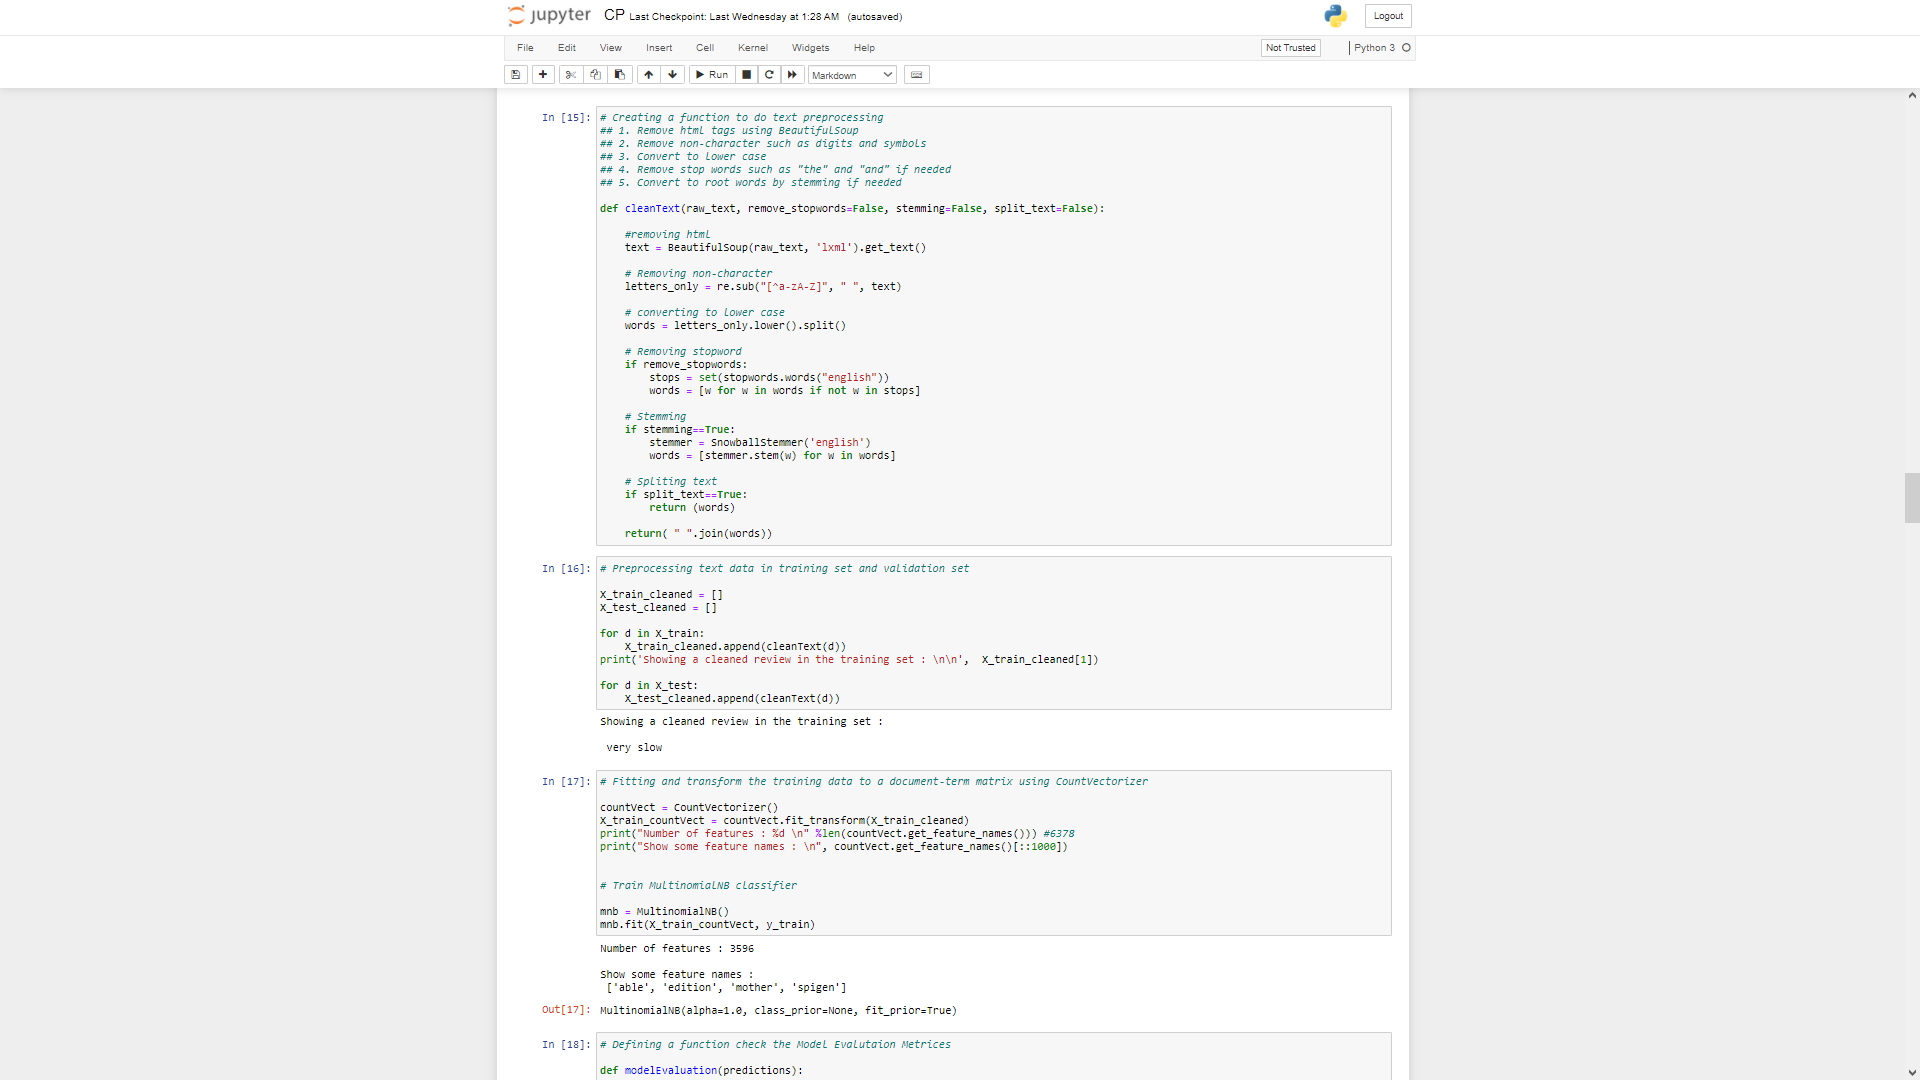 jupyter CP Last Checkpoint: Last Wednesday at 1:28 AM (autosaved) Logout
File Edit View Insert Cell Kernel Widgets Help Not Trusted Python 3
Run Markdown
In [15]: # Creating a function to do text preprocessing
## 1. Remove html tags using BeautifulSoup
## 2. Remove non-character such as digits and symbols
## 3. Convert to lower case
## 4. Remove stop words such as "the" and "and" if needed
## 5. Convert to root words by stemming if needed
def cleanText(raw_text, remove_stopwords=False, stemming=False, split_text=False):
#removing html
text = BeautifulSoup(raw_text, 'lxml').get_text()
# Removing non-character
letters_only = re.sub("[^a-zA-Z]", " ", text)
# converting to lower case
words = letters_only.lower().split()
# Removing stopword
if remove_stopwords:
stops = set(stopwords.words("english"))
words = [w for w in words if not w in stops]
# Stemming
if stemming==True:
stemmer = SnowballStemmer('english')
words = [stemmer.stem(w) for w in words]
# Spliting text
if split_text==True:
return (words)
return( " ".join(words))
In [16]: # Preprocessing text data in training set and validation set
X_train_cleaned = []
X_test_cleaned = []
for d in X_train:
X_train_cleaned.append(cleanText(d))
print('Showing a cleaned review in the training set : \n\n',  X_train_cleaned[1])
for d in X_test:
X_test_cleaned.append(cleanText(d))
Showing a cleaned review in the training set :
very slow
In [17]: # Fitting and transform the training data to a document-term matrix using CountVectorizer
countVect = CountVectorizer()
X_train_countVect = countVect.fit_transform(X_train_cleaned)
print("Number of features : %d \n" %len(countVect.get_feature_names())) #6378
print("Show some feature names : \n", countVect.get_feature_names()[::1000])
# Train MultinomialNB classifier
mnb = MultinomialNB()
mnb.fit(X_train_countVect, y_train)
Number of features : 3596
Show some feature names :
['able', 'edition', 'mother', 'spigen']
Out[17]: MultinomialNB(alpha=1.0, class_prior=None, fit_prior=True)
In [18]: # Defining a function check the Model Evalutaion Metrices
def modelEvaluation(predictions):